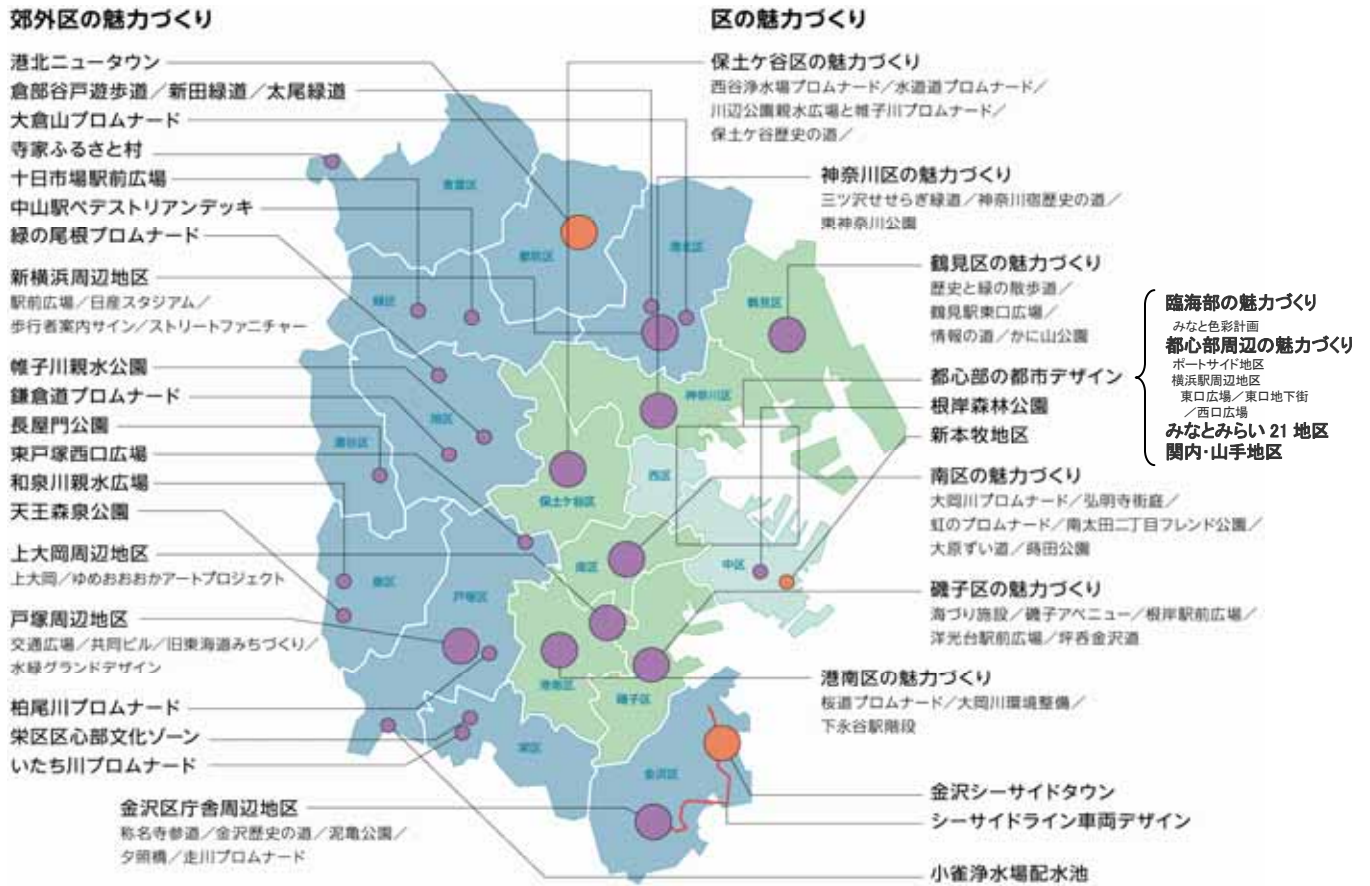 郊外区の魅力づくり
港北ニュータウン
倉部谷戸遊歩道／新田緑道／太尾緑道
大倉山プロムナード
寺家ふるさと村
十日市場駅前広場
中山駅ペデストリアンデッキ
緑の尾根プロムナード
新横浜周辺地区
駅前広場／日産スタジアム／
歩行者案内サイン／ストリートファニチャー
帷子川親水公園
鎌倉道プロムナード
長屋門公園
東戸塚西口広場
和泉川親水広場
天王森泉公園
上大岡周辺地区
上大岡／ゆめおおおかアートプロジェクト
戸塚周辺地区
交通広場／共同ビル／旧東海道みちづくり／
水緑グランドデザイン
柏尾川プロムナード
栄区区心部文化ゾーン
いたち川プロムナード
金沢区庁舎周辺地区
称名寺参道／金沢歴史の道／泥亀公園／
夕照橋／走川プロムナード
青葉区
都筑区
港北区
緑区
鶴見区
神奈川区
旭区
瀬谷区
保土ケ谷区
西区
中区
南区
泉区
戸塚区
港南区
磯子区
栄区
金沢区
区の魅力づくり
保土ケ谷区の魅力づくり
西谷浄水場プロムナード／水道道プロムナード／
川辺公園親水広場と帷子川プロムナード／
保土ケ谷歴史の道／
神奈川区の魅力づくり
三ツ沢せせらぎ緑道／神奈川宿歴史の道／
東神奈川公園
鶴見区の魅力づくり
歴史と緑の散歩道／
鶴見駅東口広場／
情報の道／かに山公園
都心部の都市デザイン
臨海部の魅力づくり
みなと色彩計画
都心部周辺の魅力づくり
ポートサイド地区
横浜駅周辺地区
東口広場／東口地下街
／西口広場
みなとみらい 21 地区
関内・山手地区
根岸森林公園
新本牧地区
南区の魅力づくり
大岡川プロムナード／弘明寺街庭／
虹のプロムナード／南太田二丁目フレンド公園／
大原ずい道／蒔田公園
磯子区の魅力づくり
海づり施設／磯子アベニュー／根岸駅前広場／
洋光台駅前広場／坪呑金沢道
港南区の魅力づくり
桜道プロムナード／大岡川環境整備／
下永谷駅階段
金沢シーサイドタウン
シーサイドライン車両デザイン
小雀浄水場配水池